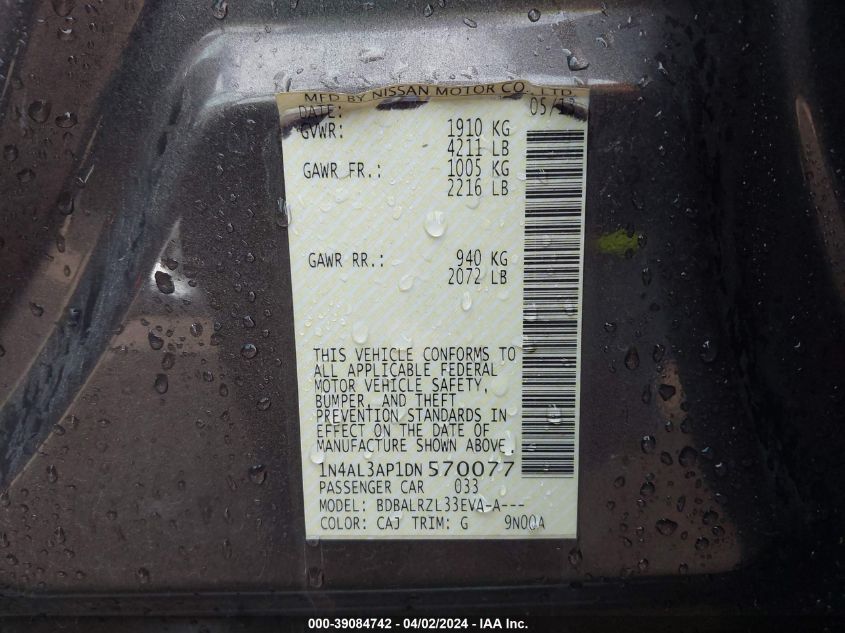 MFD BY NISSAN MOTOR CO., LTD.
DATE: 05/13
GVWR: 1910 KG
4211 LB
GAWR FR.: 1005 KG
2216 LB
GAWR RR.: 940 KG
2072 LB
THIS VEHICLE CONFORMS TO
ALL APPLICABLE FEDERAL
MOTOR VEHICLE SAFETY,
BUMPER, AND THEFT
PREVENTION STANDARDS IN
EFFECT ON THE DATE OF
MANUFACTURE SHOWN ABOVE
1N4AL3AP1DN570077
PASSENGER CAR 033
MODEL: BDBALRZL33EVA-A---
COLOR: CAJ TRIM: G 9N00A
000-39084742 - 04/02/2024 - IAA Inc.